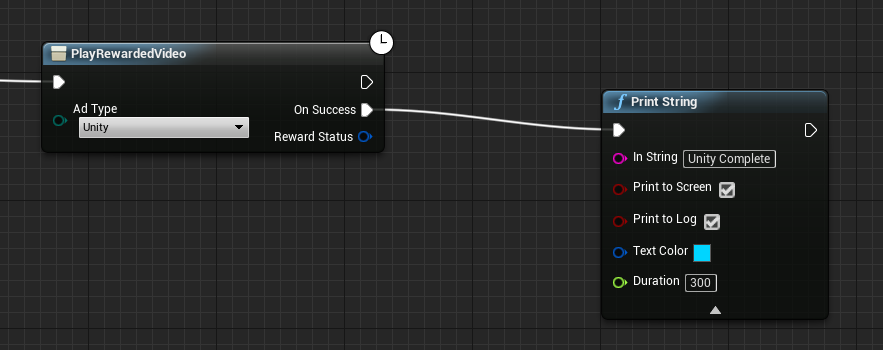 PlayRewardedVideo
Ad Type
Unity
On Success
Reward Status
f Print String
In String Unity Complete
Print to Screen
Print to Log
Text Color
Duration 300